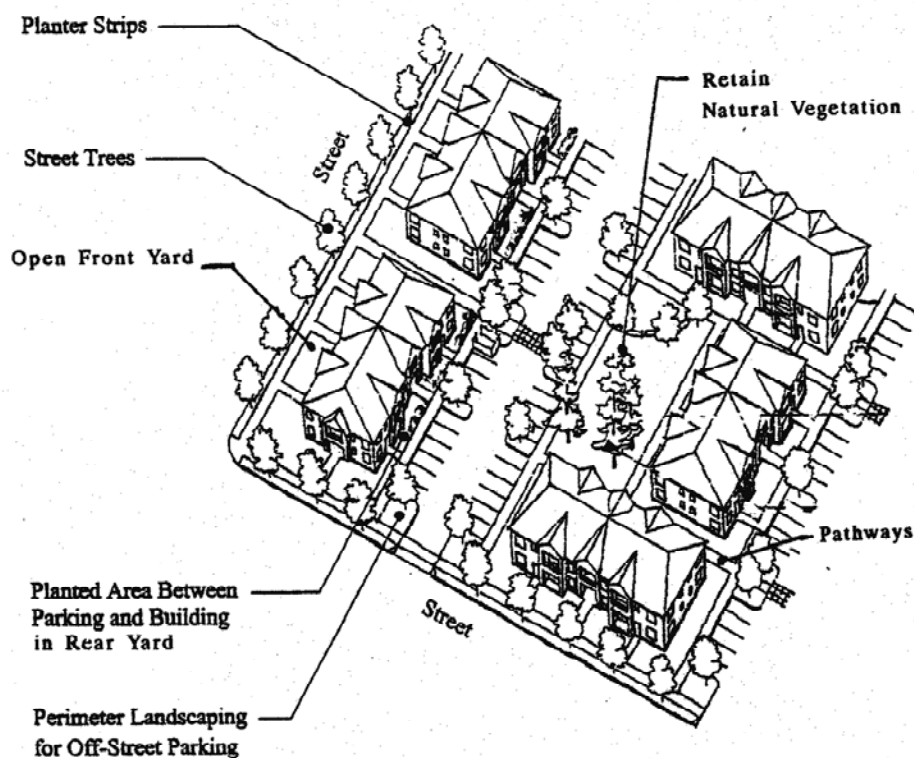 Planter Strips
Retain
Natural Vegetation
Street
Street Trees
Open Front Yard
Pathways
Planted Area Between
Parking and Building
in Rear Yard
Street
Perimeter Landscaping
for Off-Street Parking